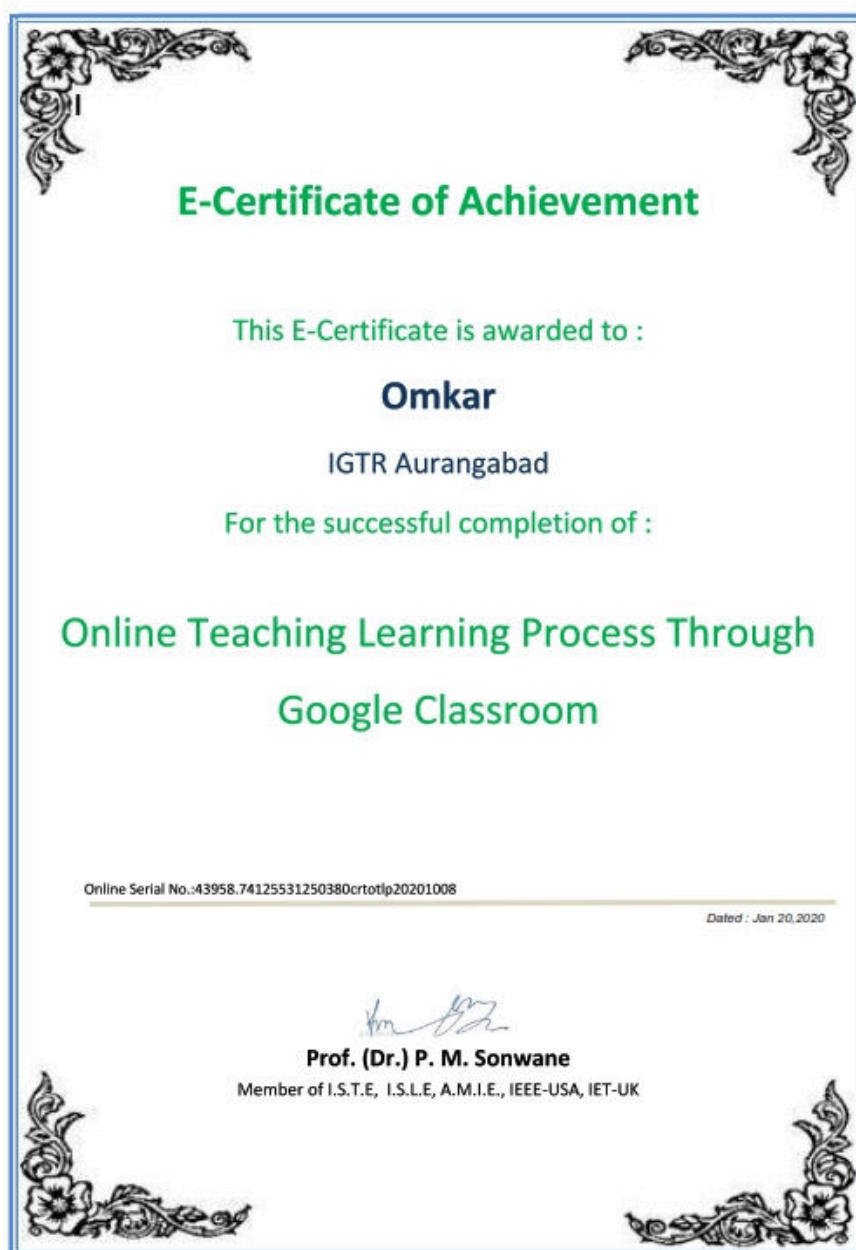 E-Certificate of Achievement
This E-Certificate is awarded to :
Omkar
IGTR Aurangabad
For the successful completion of :
Online Teaching Learning Process Through
Google Classroom
Online Serial No.:43958.74125531250380crtotlp20201008
Dated : Jan 20,2020
Prof. (Dr.) P. M. Sonwane
Member of I.S.T.E, I.S.L.E, A.M.I.E., IEEE-USA, IET-UK